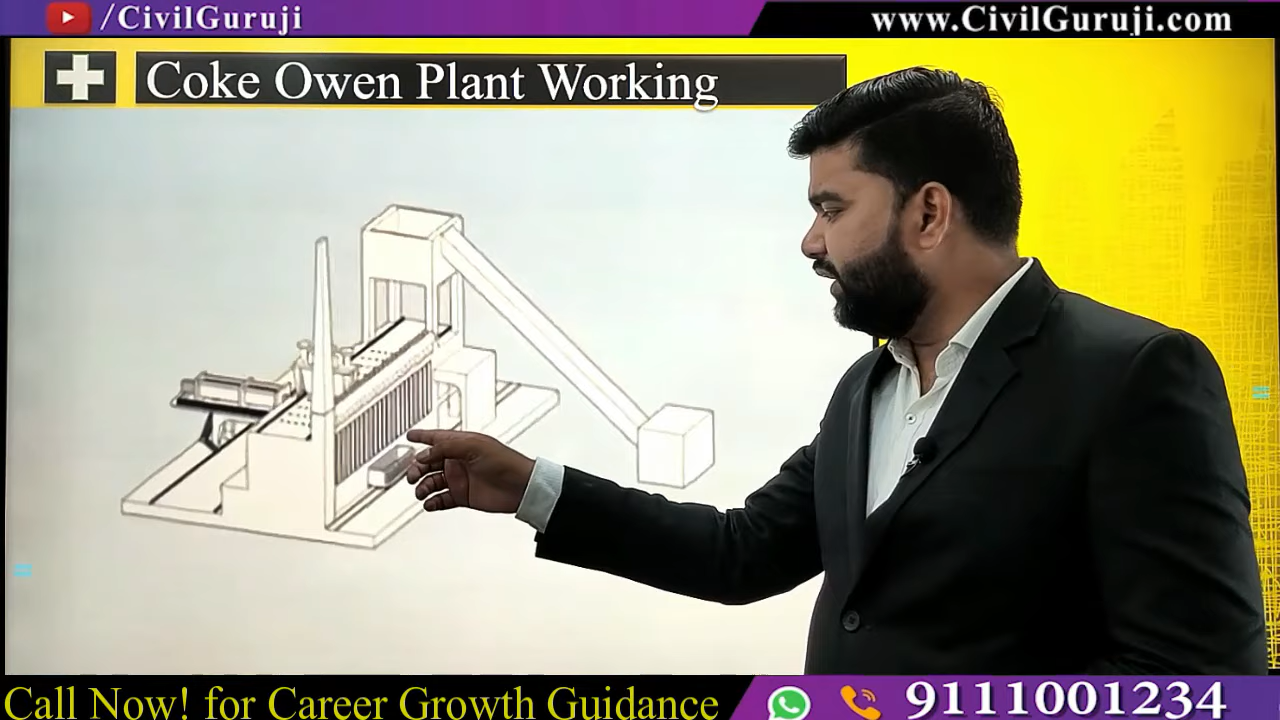 /CivilGuruji
www.CivilGuruji.com
Coke Owen Plant Working
Call Now! for Career Growth Guidance
9111001234